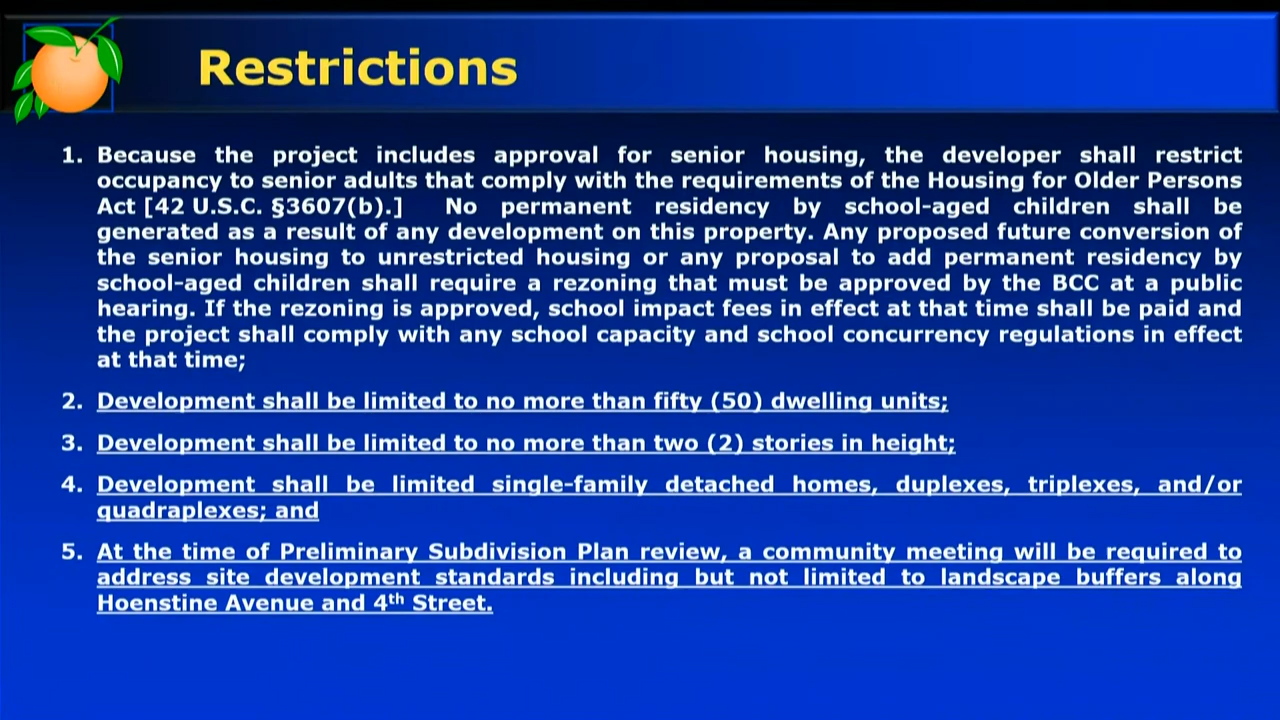 Restrictions
1. Because the project includes approval for senior housing, the developer shall restrict
occupancy to senior adults that comply with the requirements of the Housing for Older Persons
Act [42 U.S.C. §3607(b).] No permanent residency by school-aged children shall be
generated as a result of any development on this property. Any proposed future conversion of
the senior housing to unrestricted housing or any proposal to add permanent residency by
school-aged children shall require a rezoning that must be approved by the BCC at a public
hearing. If the rezoning is approved, school impact fees in effect at that time shall be paid and
the project shall comply with any school capacity and school concurrency regulations in effect
at that time;
2. Development shall be limited to no more than fifty (50) dwelling units;
3. Development shall be limited to no more than two (2) stories in height;
4. Development shall be limited single-family detached homes, duplexes, triplexes, and/or
quadraplexes; and
5. At the time of Preliminary Subdivision Plan review, a community meeting will be required to
address site development standards including but not limited to landscape buffers along
Hoenstine Avenue and 4th Street.